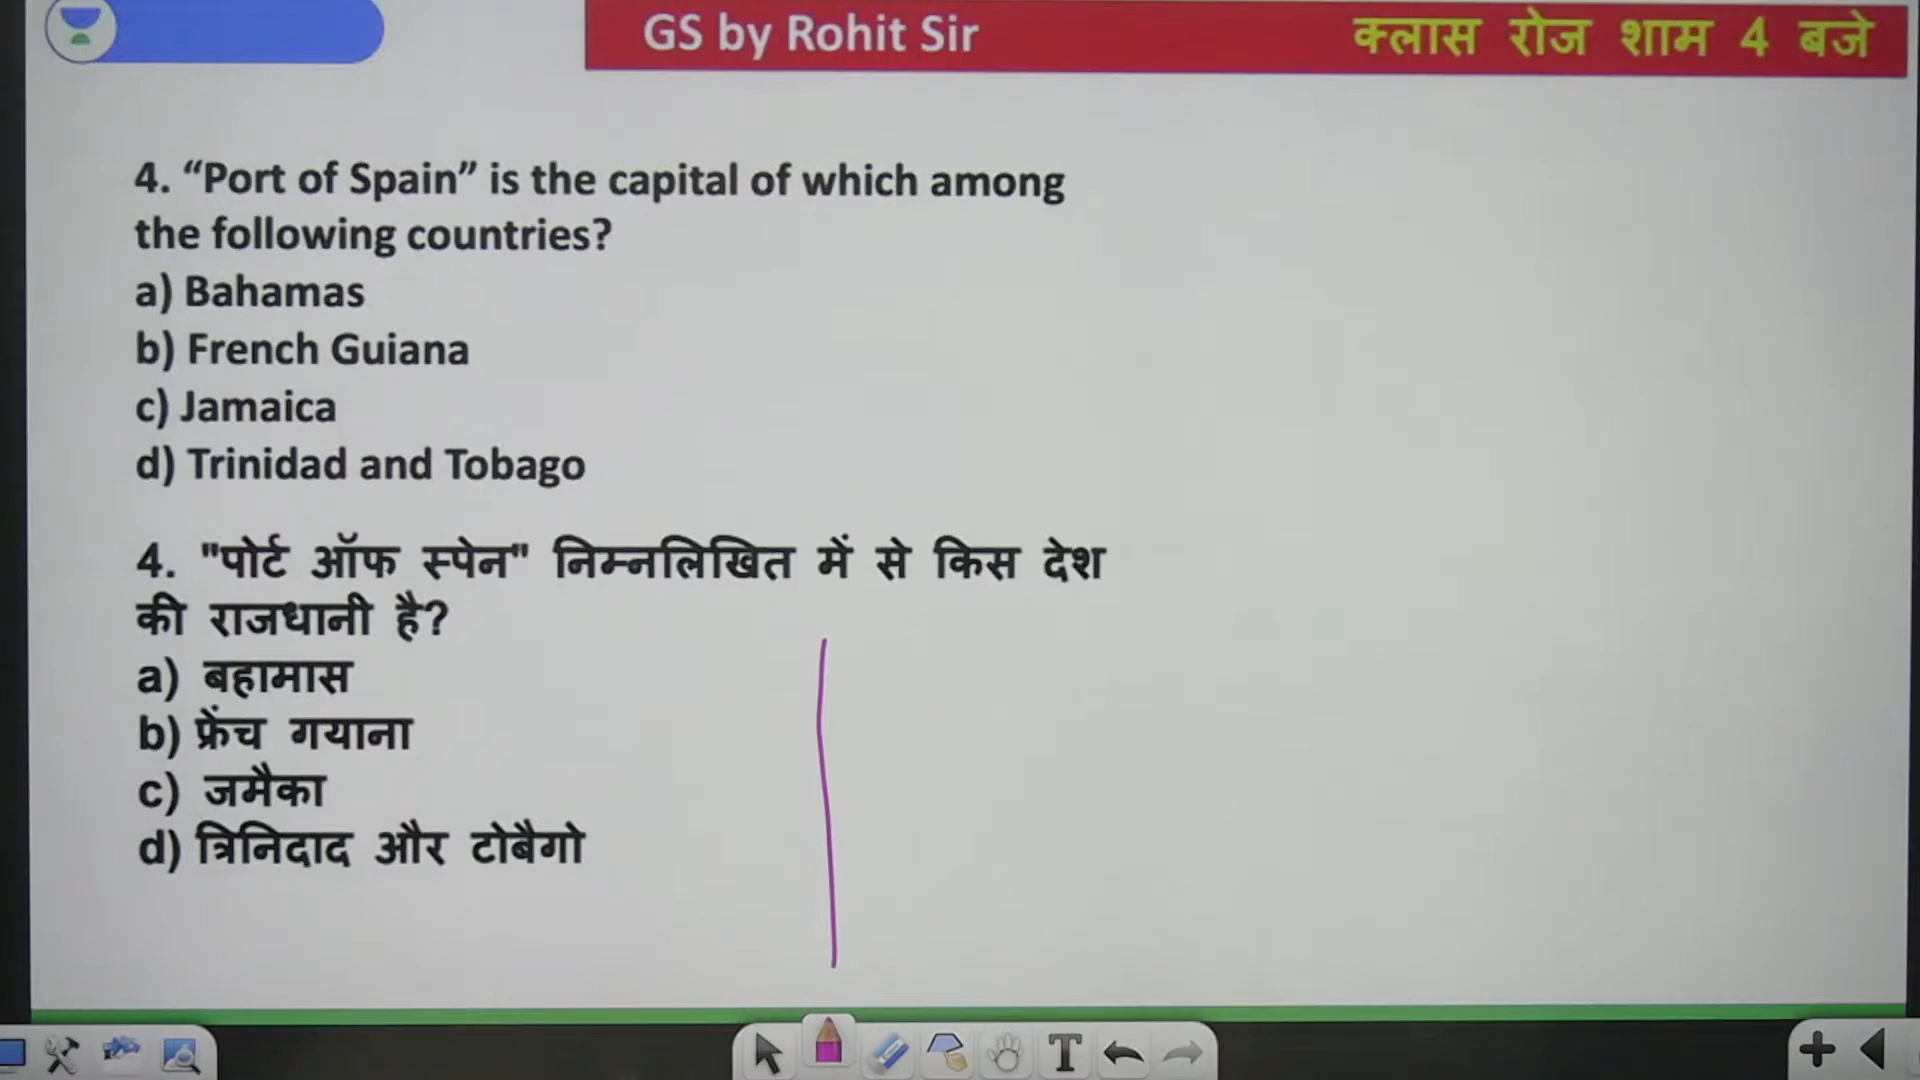 GS by Rohit Sir
क्लास रोज शाम 4 बजे
4. “Port of Spain” is the capital of which among
the following countries?
a) Bahamas
b) French Guiana
c) Jamaica
d) Trinidad and Tobago
4. "पोर्ट ऑफ स्पेन" निम्नलिखित में से किस देश
की राजधानी है?
a) बहामास
b) फ्रेंच गयाना
c) जमैका
d) त्रिनिदाद और टोबैगो
T